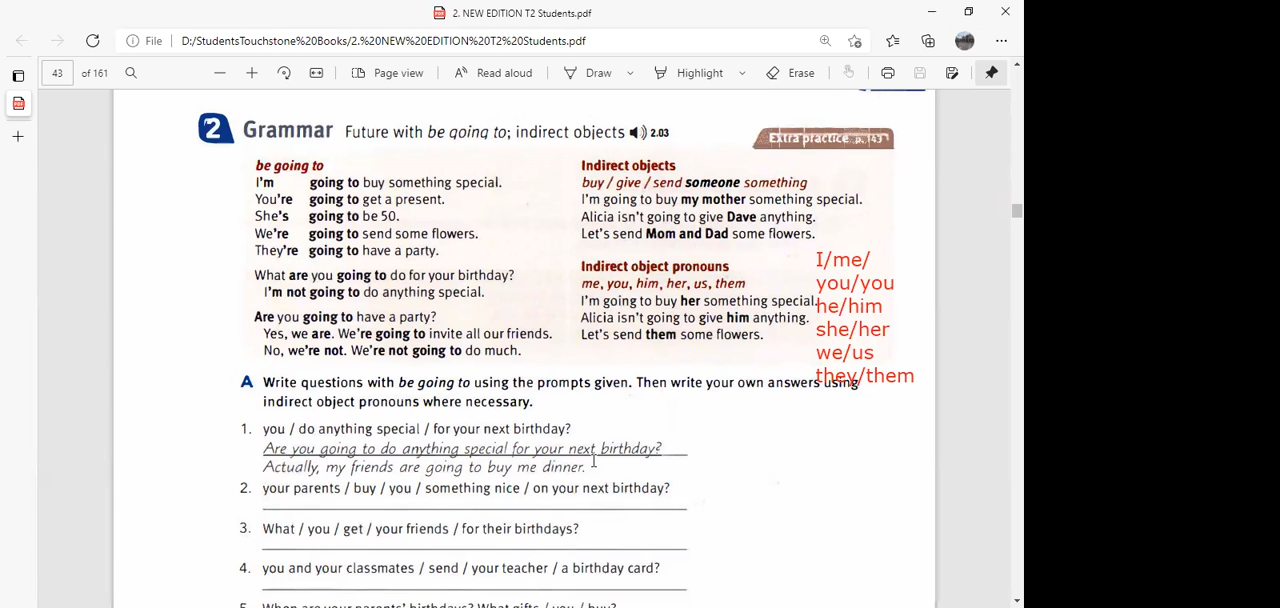 2. NEW EDITION T2 Students.pdf
File D:/StudentsTouchstone%20Books/2.%20NEW%20EDITION%20T2%20Students.pdf
43 of 161 Page view Read aloud Draw Highlight Erase
2 Grammar Future with be going to; indirect objects 2.03
Extra practice p. 143
be going to
I'm going to buy something special.
You're going to get a present.
She's going to be 50.
We're going to send some flowers.
They're going to have a party.
What are you going to do for your birthday?
I'm not going to do anything special.
Are you going to have a party?
Yes, we are. We're going to invite all our friends.
No, we're not. We're not going to do much.
Indirect objects
buy / give / send someone something
I'm going to buy my mother something special.
Alicia isn't going to give Dave anything.
Let's send Mom and Dad some flowers.
Indirect object pronouns
me, you, him, her, us, them
I'm going to buy her something special.
Alicia isn't going to give him anything.
Let's send them some flowers.
I/me/
you/you
he/him
she/her
we/us
they/them
A Write questions with be going to using the prompts given. Then write your own answers using
indirect object pronouns where necessary.
1. you / do anything special / for your next birthday?
Are you going to do anything special for your next birthday?
Actually, my friends are going to buy me dinner.
2. your parents / buy / you / something nice / on your next birthday?
3. What / you / get / your friends / for their birthdays?
4. you and your classmates / send / your teacher / a birthday card?
5. When are your parents' birthdays? What gifts / you / buy?